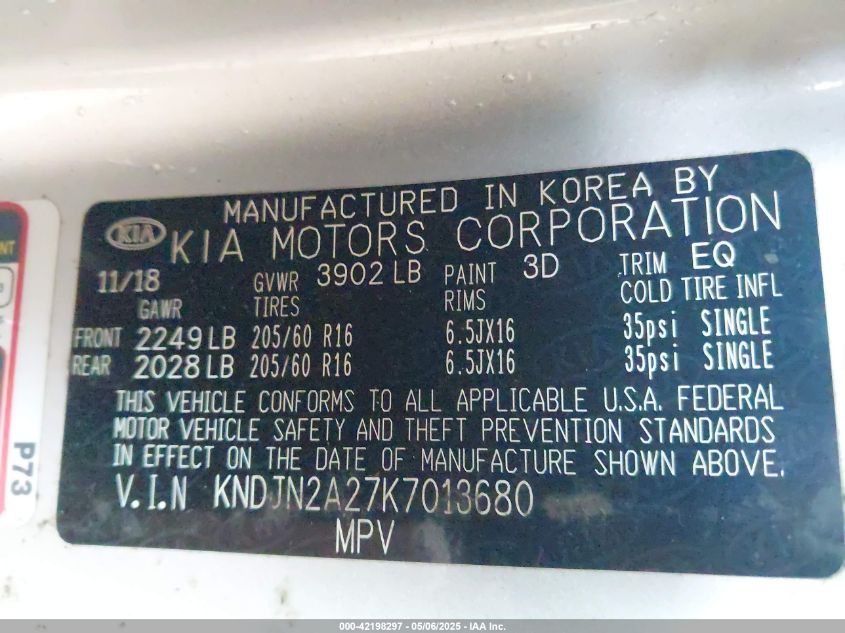 MANUFACTURED IN KOREA BY
KIA KIA MOTORS CORPORATION
11/18 GVWR 3902 LB PAINT 3D TRIM EQ
GAWR TIRES RIMS COLD TIRE INFL
FRONT 2249 LB 205/60 R16 6.5JX16 35psi SINGLE
REAR 2028 LB 205/60 R16 6.5JX16 35psi SINGLE
THIS VEHICLE CONFORMS TO ALL APPLICABLE U.S.A. FEDERAL
MOTOR VEHICLE SAFETY AND THEFT PREVENTION STANDARDS
IN EFFECT ON THE DATE OF MANUFACTURE SHOWN ABOVE.
V.I.N KNDJN2A27K7013680
MPV
P73
000-42198297 - 05/06/2025 - IAA Inc.